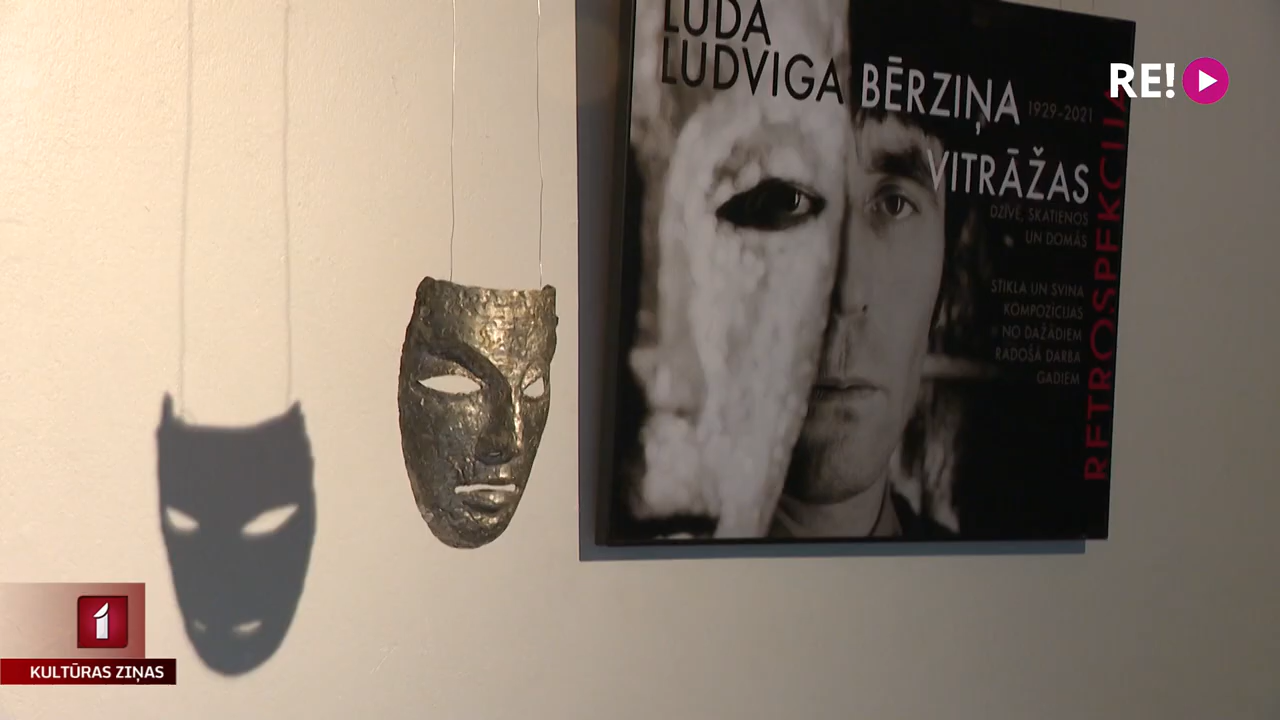 LUDA
LUDVIGA BĒRZIŅA 1929-2021
VITRĀŽAS
DZĪVĒ, SKATIENOS
UN DOMĀS
STIKLA UN SVINA
KOMPOZĪCIJAS
NO DAŽĀDIEM
RADOŠĀ DARBA
GADIEM
RETROSPEKCIJA
RE!
1
KULTŪRAS ZIŅAS